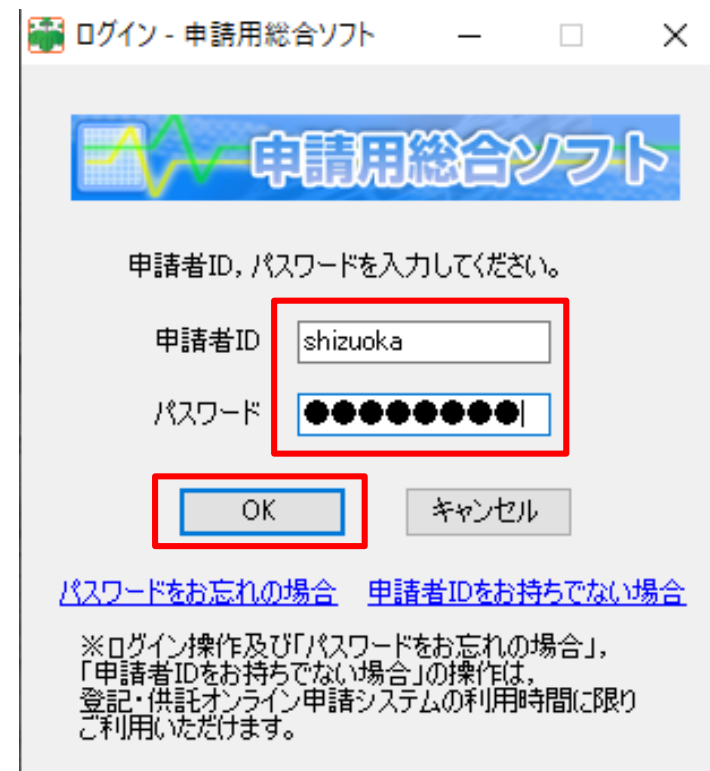 ログイン - 申請用総合ソフト
申請用総合ソフト
申請者ID, パスワードを入力してください。
申請者ID shizuoka
パスワード ●●●●●●●●
OK キャンセル
パスワードをお忘れの場合 申請者IDをお持ちでない場合
※ログイン操作及び「パスワードをお忘れの場合」,
「申請者IDをお持ちでない場合」の操作は,
登記・供託オンライン申請システムの利用時間に限り
ご利用いただけます。